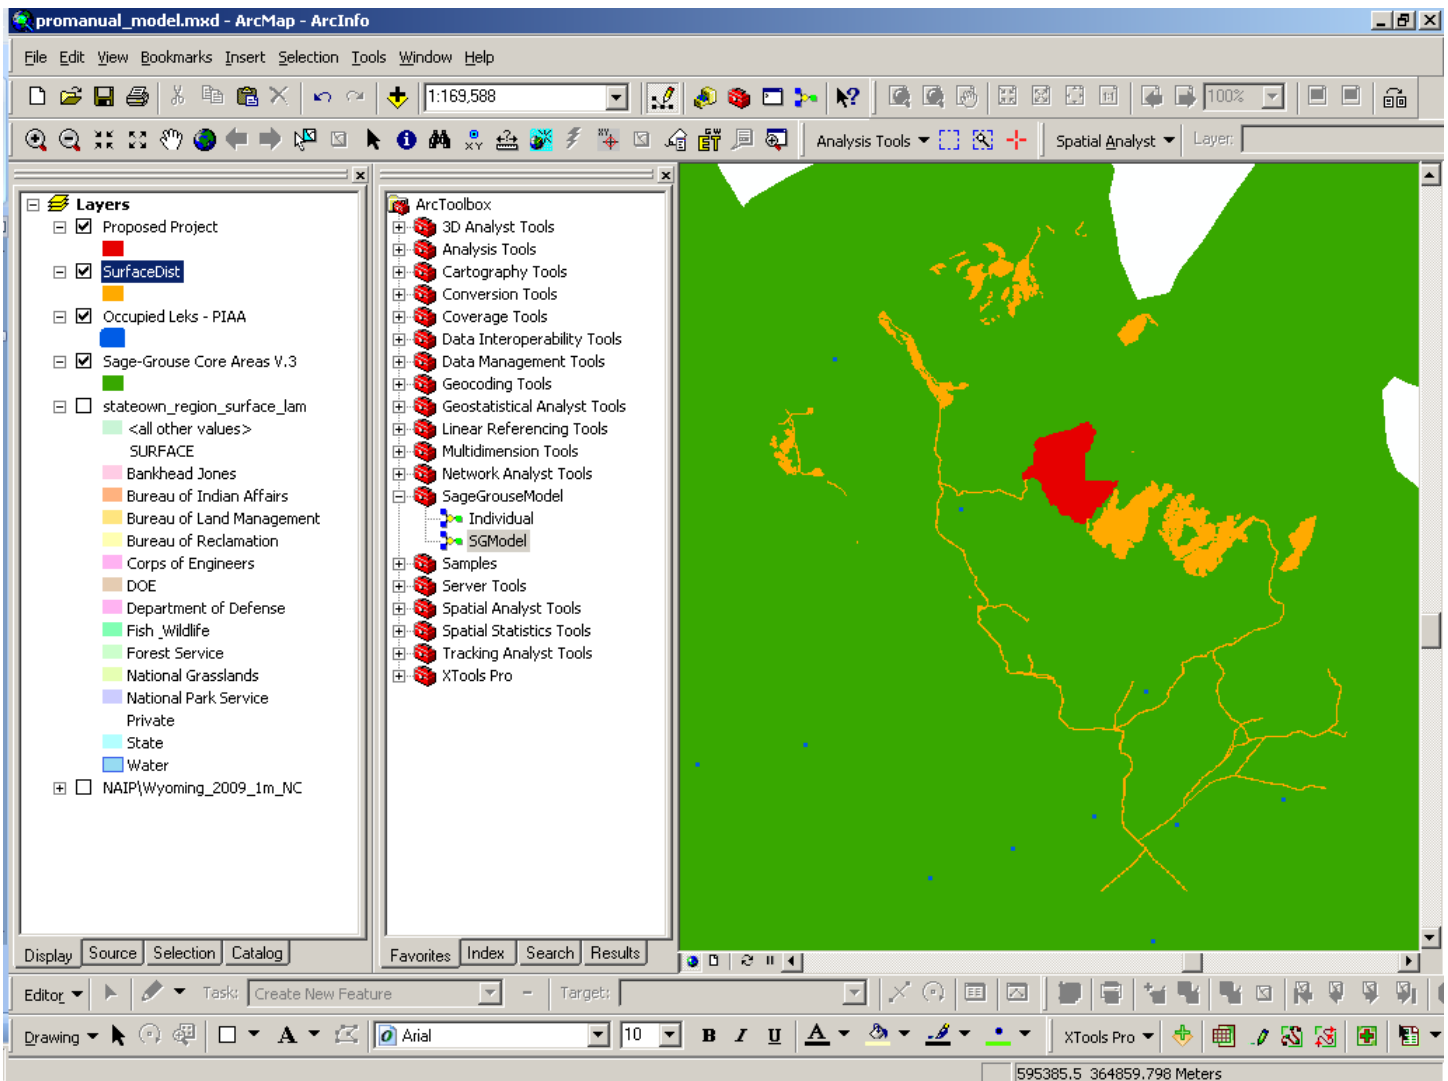 promanual_model.mxd - ArcMap - ArcInfo
File Edit View Bookmarks Insert Selection Tools Window Help
1:169,588
100%
Analysis Tools
Spatial Analyst
Layer:
Layers
Proposed Project
SurfaceDist
Occupied Leks - PIAA
Sage-Grouse Core Areas V.3
stateown_region_surface_lam
<all other values>
SURFACE
Bankhead Jones
Bureau of Indian Affairs
Bureau of Land Management
Bureau of Reclamation
Corps of Engineers
DOE
Department of Defense
Fish _Wildlife
Forest Service
National Grasslands
National Park Service
Private
State
Water
NAIP\Wyoming_2009_1m_NC
Display Source Selection Catalog
ArcToolbox
3D Analyst Tools
Analysis Tools
Cartography Tools
Conversion Tools
Coverage Tools
Data Interoperability Tools
Data Management Tools
Geocoding Tools
Geostatistical Analyst Tools
Linear Referencing Tools
Multidimension Tools
Network Analyst Tools
SageGrouseModel
Individual
SGModel
Samples
Server Tools
Spatial Analyst Tools
Spatial Statistics Tools
Tracking Analyst Tools
XTools Pro
Favorites Index Search Results
Editor Task: Create New Feature Target:
Drawing A Arial 10 B I U A XTools Pro
595385.5 364859.798 Meters